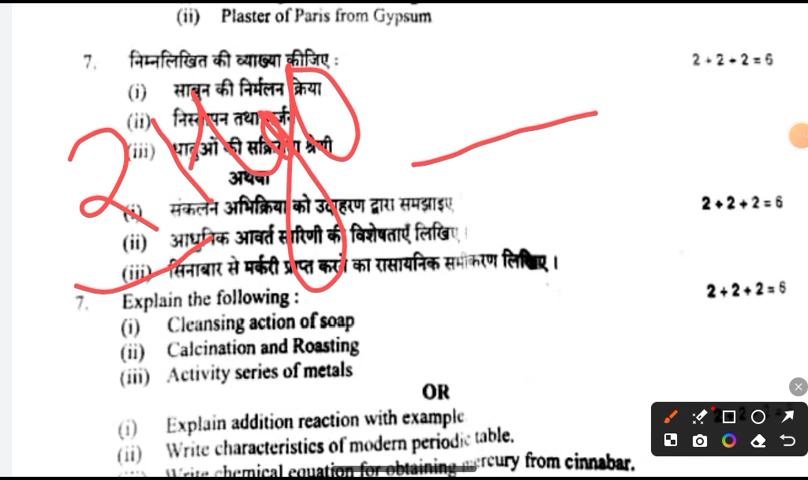 (ii) Plaster of Paris from Gypsum
7. निम्नलिखित की व्याख्या कीजिए : 2+2+2=6
(i) साबुन की निर्मलन क्रिया
(ii) तथा
(iii) धातुओं की श्रेणी
अथवा
(i) संकलन अभिक्रिया को उदाहरण द्वारा समझाइए 2+2+2=6
(ii) आधुनिक आवर्त सारिणी की विशेषताएँ लिखिए।
(iii) सिनाबार से मर्करी प्राप्त करने का रासायनिक समीकरण लिखिए।
7. Explain the following : 2+2+2=6
(i) Cleansing action of soap
(ii) Calcination and Roasting
(iii) Activity series of metals
OR
(i) Explain addition reaction with example
(ii) Write characteristics of modern periodic table.
Write chemical equation for obtaining mercury from cinnabar.
2HgO